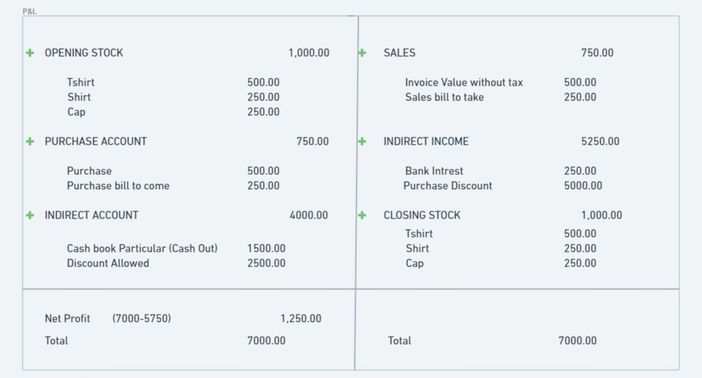 P&L
OPENING STOCK 1,000.00
Tshirt 500.00
Shirt 250.00
Cap 250.00
PURCHASE ACCOUNT 750.00
Purchase 500.00
Purchase bill to come 250.00
INDIRECT ACCOUNT 4000.00
Cash book Particular (Cash Out) 1500.00
Discount Allowed 2500.00
Net Profit (7000-5750) 1,250.00
Total 7000.00
SALES 750.00
Invoice Value without tax 500.00
Sales bill to take 250.00
INDIRECT INCOME 5250.00
Bank Intrest 250.00
Purchase Discount 5000.00
CLOSING STOCK 1,000.00
Tshirt 500.00
Shirt 250.00
Cap 250.00
Total 7000.00